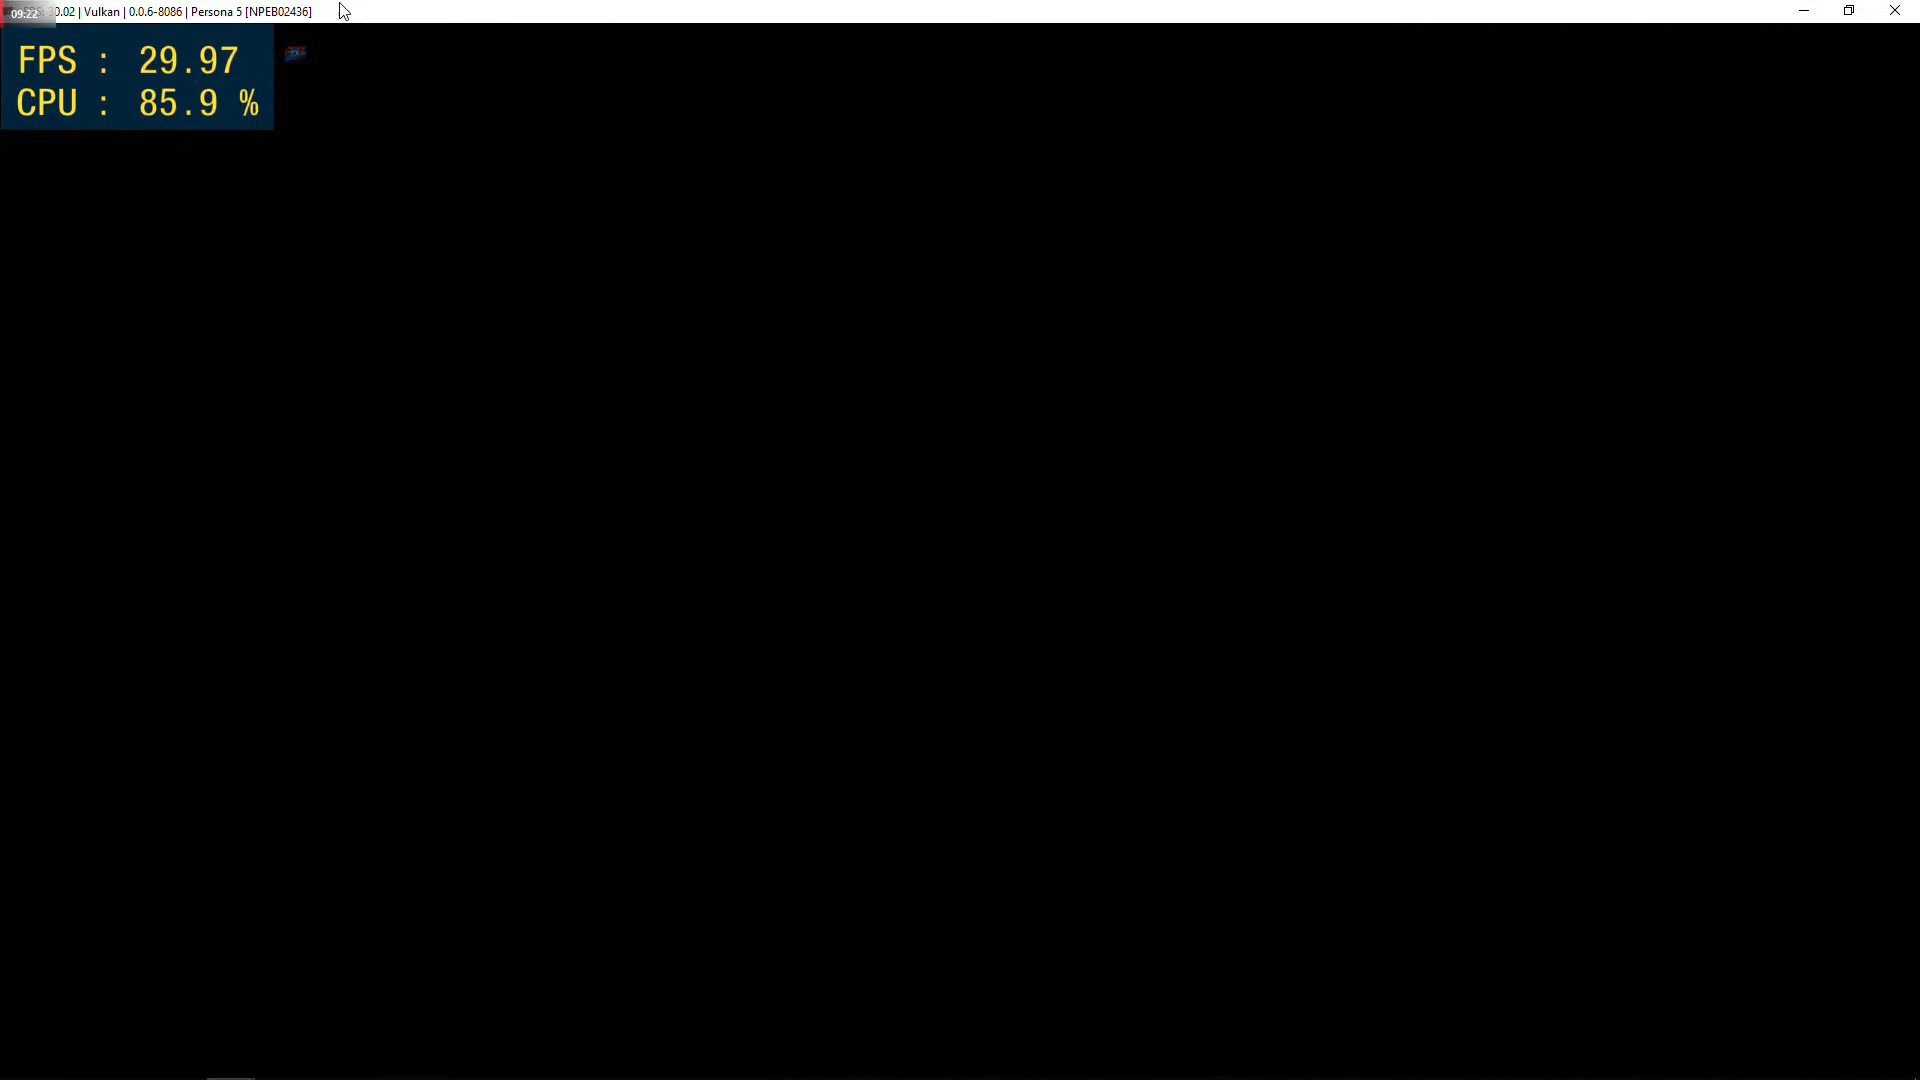 09:22 0.02 | Vulkan | 0.0.6-8086 | Persona 5 [NPEB02436]
FPS : 29.97
CPU : 85.9 %